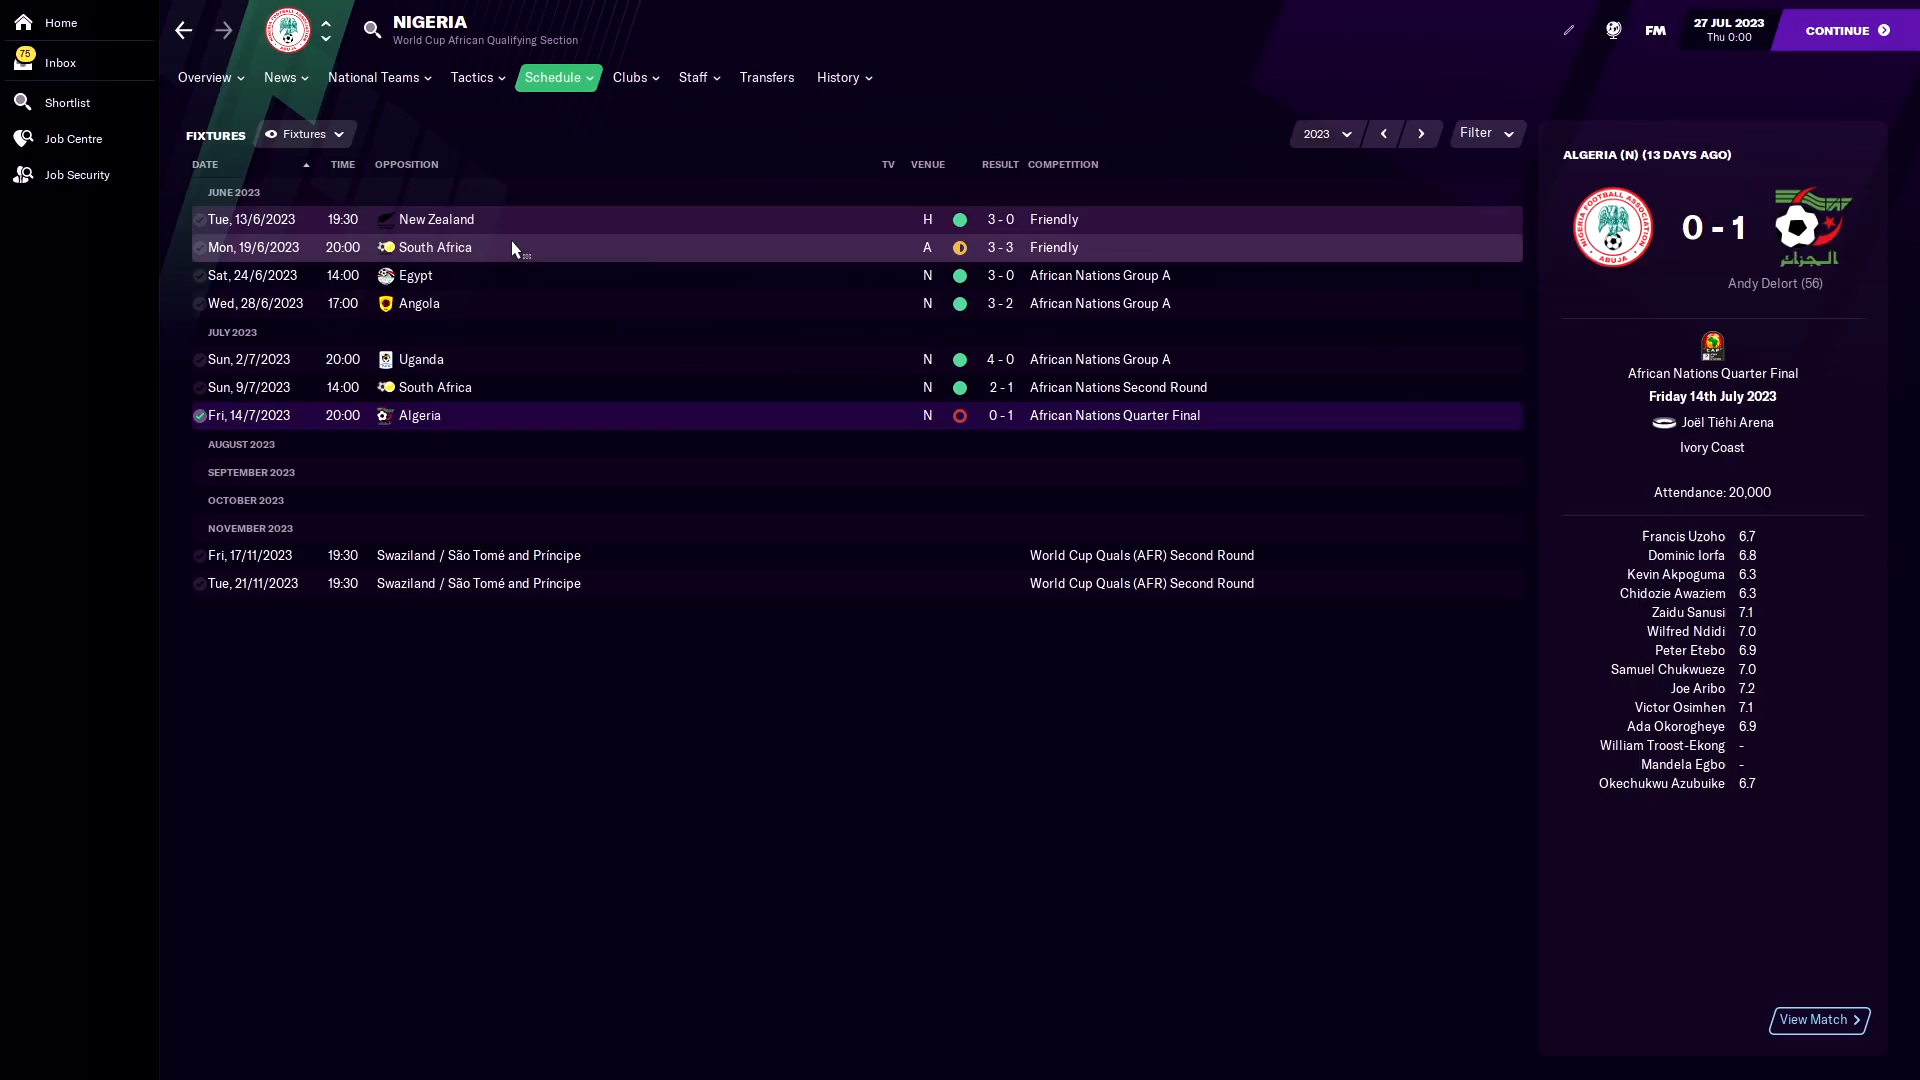 Home
75
Inbox
Shortlist
Job Centre
Job Security
NIGERIA
World Cup African Qualifying Section
FM
27 JUL 2023
Thu 0:00
CONTINUE
Overview News National Teams Tactics Schedule Clubs Staff Transfers History
FIXTURES Fixtures 2023 Filter
DATE TIME OPPOSITION TV VENUE RESULT COMPETITION
JUNE 2023
Tue, 13/6/2023 19:30 New Zealand H 3 - 0 Friendly
Mon, 19/6/2023 20:00 South Africa A 3 - 3 Friendly
Sat, 24/6/2023 14:00 Egypt N 3 - 0 African Nations Group A
Wed, 28/6/2023 17:00 Angola N 3 - 2 African Nations Group A
JULY 2023
Sun, 2/7/2023 20:00 Uganda N 4 - 0 African Nations Group A
Sun, 9/7/2023 14:00 South Africa N 2 - 1 African Nations Second Round
Fri, 14/7/2023 20:00 Algeria N 0 - 1 African Nations Quarter Final
AUGUST 2023
SEPTEMBER 2023
OCTOBER 2023
NOVEMBER 2023
Fri, 17/11/2023 19:30 Swaziland / São Tomé and Príncipe World Cup Quals (AFR) Second Round
Tue, 21/11/2023 19:30 Swaziland / São Tomé and Príncipe World Cup Quals (AFR) Second Round
ALGERIA (N) (13 DAYS AGO)
NIGERIA FOOTBALL ASSOCIATION
ABUJA
0 - 1
الجزائر
Andy Delort (56)
African Nations Quarter Final
Friday 14th July 2023
Joël Tiéhi Arena
Ivory Coast
Attendance: 20,000
Francis Uzoho 6.7
Dominic Iorfa 6.8
Kevin Akpoguma 6.3
Chidozie Awaziem 6.3
Zaidu Sanusi 7.1
Wilfred Ndidi 7.0
Peter Etebo 6.9
Samuel Chukwueze 7.0
Joe Aribo 7.2
Victor Osimhen 7.1
Ada Okorogheye 6.9
William Troost-Ekong -
Mandela Egbo -
Okechukwu Azubuike 6.7
View Match